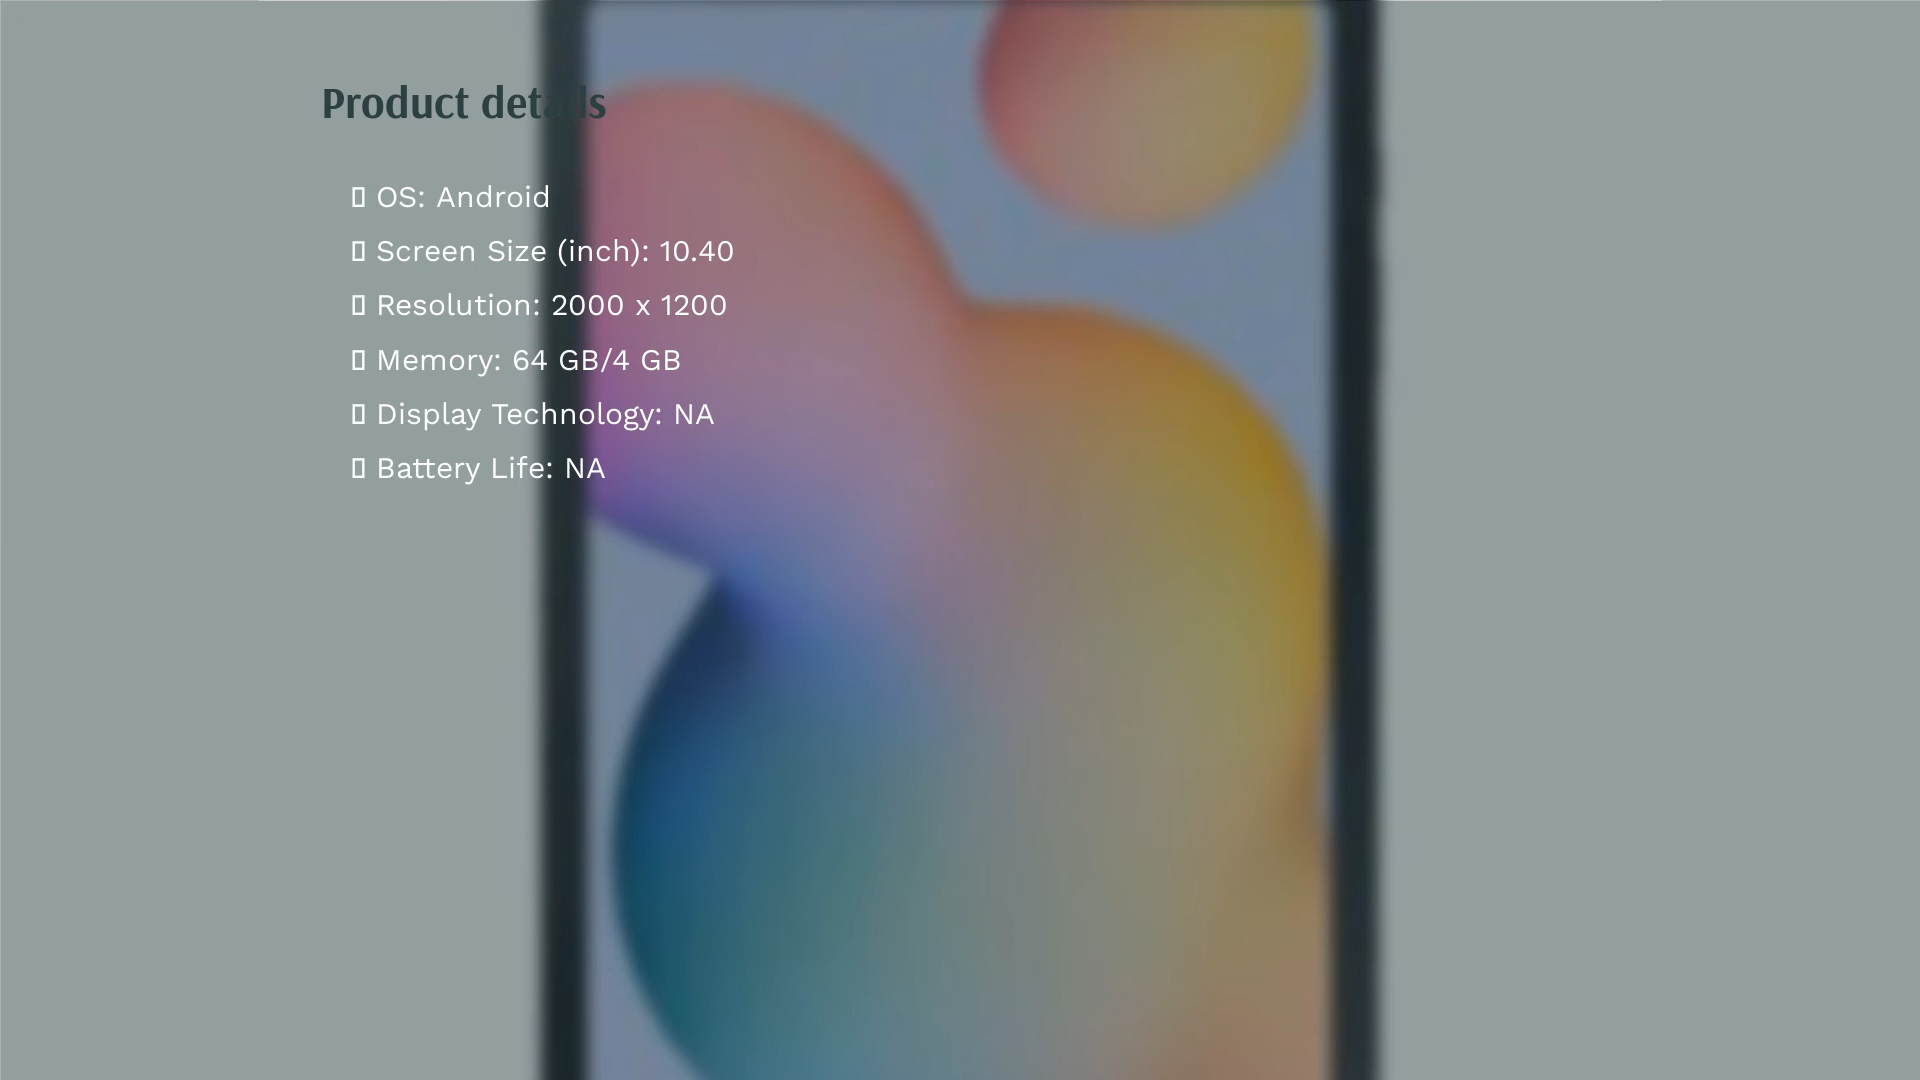 Product details
▯ OS: Android
▯ Screen Size (inch): 10.40
▯ Resolution: 2000 x 1200
▯ Memory: 64 GB/4 GB
▯ Display Technology: NA
▯ Battery Life: NA